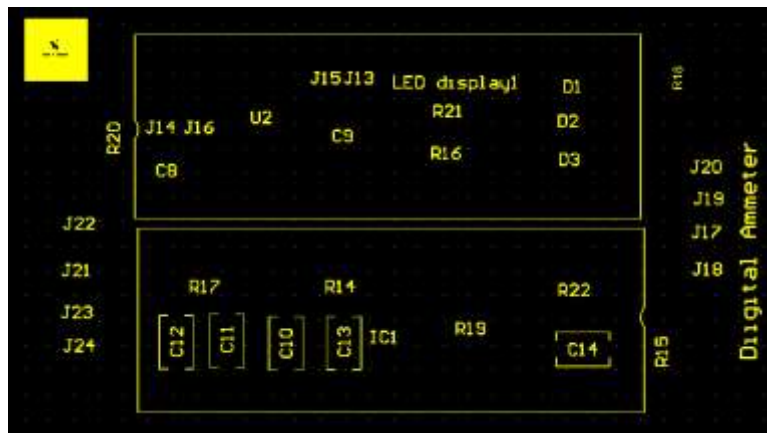 J15 J13 LED display1 D1 R18
R21
J14 J16 U2 D2
R20 C9
R16 D3
C8 J20
J19
J22 J17
J21 J18
R17 R14 R22
J23
J24 C12 C11 C10 C13 IC1 R19 C14 R15
Diigital Ammeter